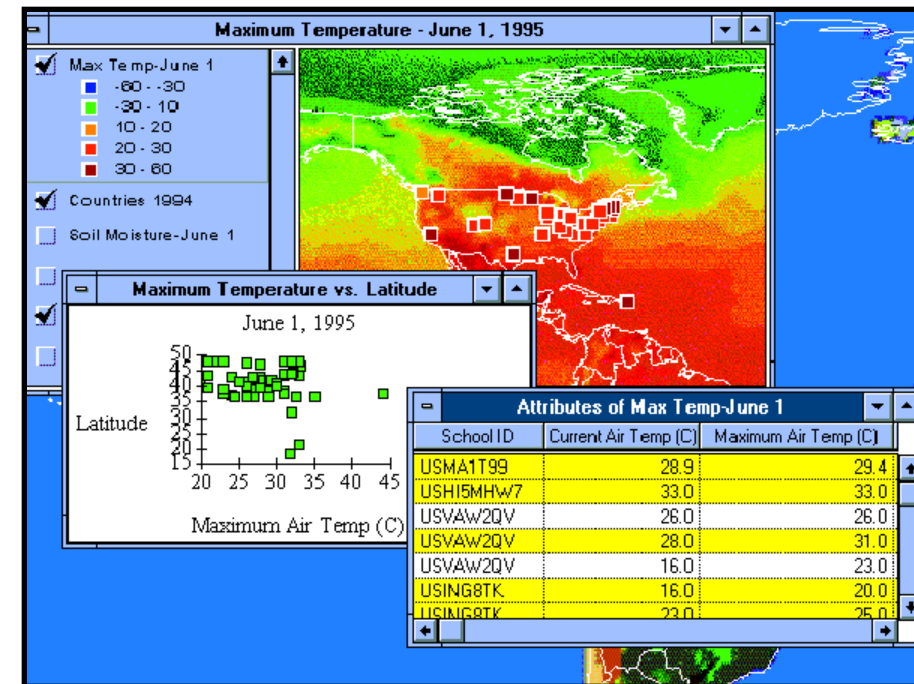 Maximum Temperature - June 1, 1995
Max Temp-June 1
-60 - -30
-30 - 10
10 - 20
20 - 30
30 - 60
Countries 1994
Soil Moisture-June 1
Maximum Temperature vs. Latitude
June 1, 1995
50
45
40
35
30
25
20
15
Latitude
20 25 30 35 40 45
Maximum Air Temp (C)
Attributes of Max Temp-June 1
School ID Current Air Temp (C) Maximum Air Temp (C)
USMA1T99 28.9 29.4
USHI5MHW7 33.0 33.0
USVAW2QV 26.0 26.0
USVAW2QV 28.0 31.0
USVAW2QV 16.0 23.0
USING8TK 16.0 20.0
USING8TK 23.0 25.0